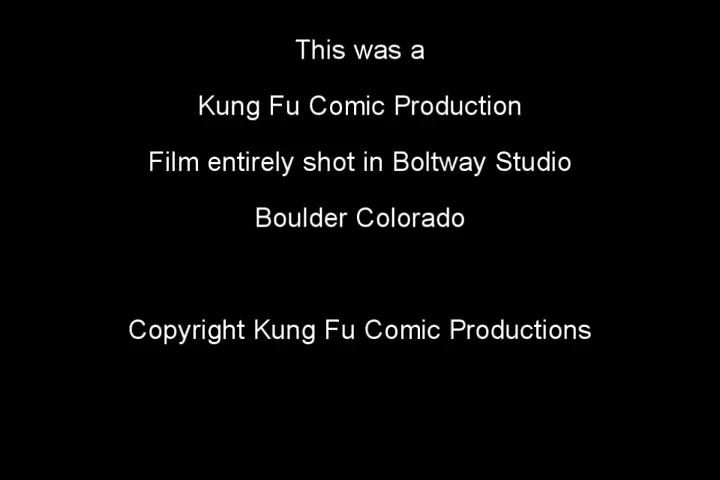 This was a
Kung Fu Comic Production
Film entirely shot in Boltway Studio
Boulder Colorado
Copyright Kung Fu Comic Productions